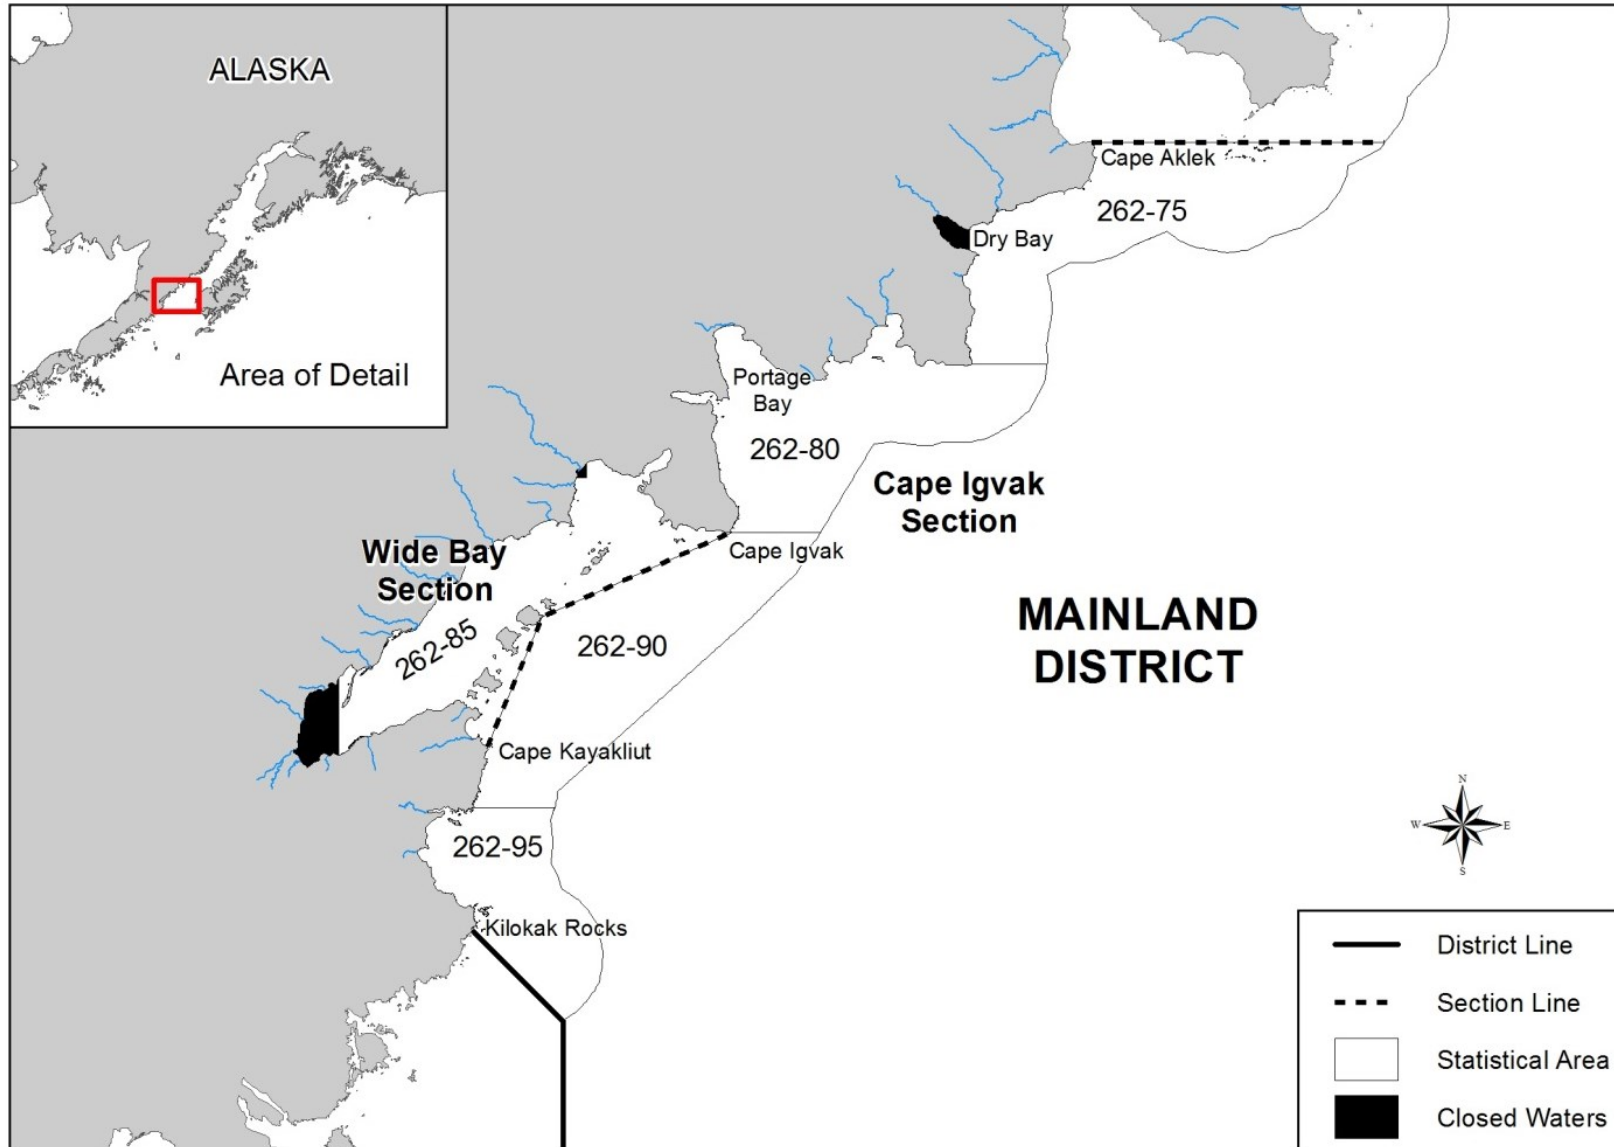 ALASKA
Area of Detail
Cape Aklek
262-75
Dry Bay
Portage
Bay
262-80
Cape Igvak
Section
Cape Igvak
Wide Bay
Section
262-85
262-90
MAINLAND
DISTRICT
Cape Kayakliut
262-95
Kilokak Rocks
N
W
E
S
District Line
Section Line
Statistical Area
Closed Waters